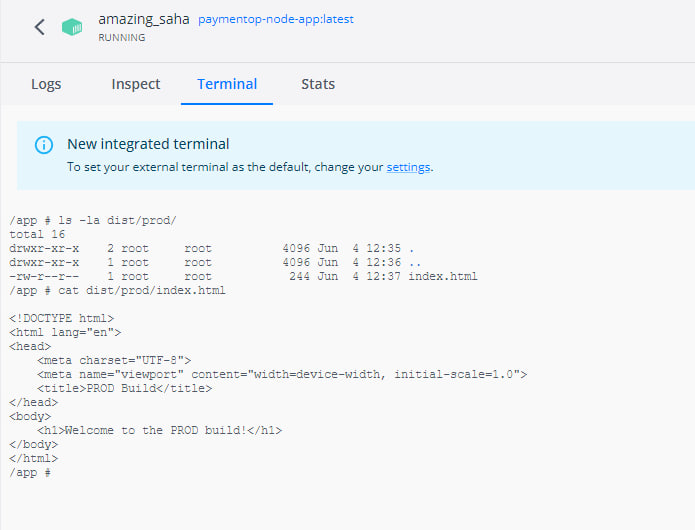 amazing_saha paymentop-node-app:latest
RUNNING
Logs Inspect Terminal Stats
New integrated terminal
To set your external terminal as the default, change your settings.
/app # ls -la dist/prod/
total 16
drwxr-xr-x    2 root     root          4096 Jun  4 12:35 .
drwxr-xr-x    1 root     root          4096 Jun  4 12:36 ..
-rw-r--r--    1 root     root           244 Jun  4 12:37 index.html
/app # cat dist/prod/index.html
<!DOCTYPE html>
<html lang="en">
<head>
    <meta charset="UTF-8">
    <meta name="viewport" content="width=device-width, initial-scale=1.0">
    <title>PROD Build</title>
</head>
<body>
    <h1>Welcome to the PROD build!</h1>
</body>
</html>
/app #